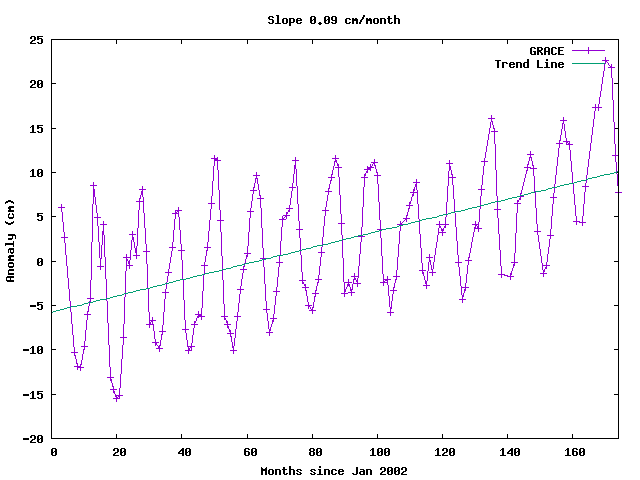 Slope 0.09 cm/month
GRACE
Trend Line
25
20
15
10
5
0
-5
-10
-15
-20
Anomaly (cm)
0 20 40 60 80 100 120 140 160
Months since Jan 2002